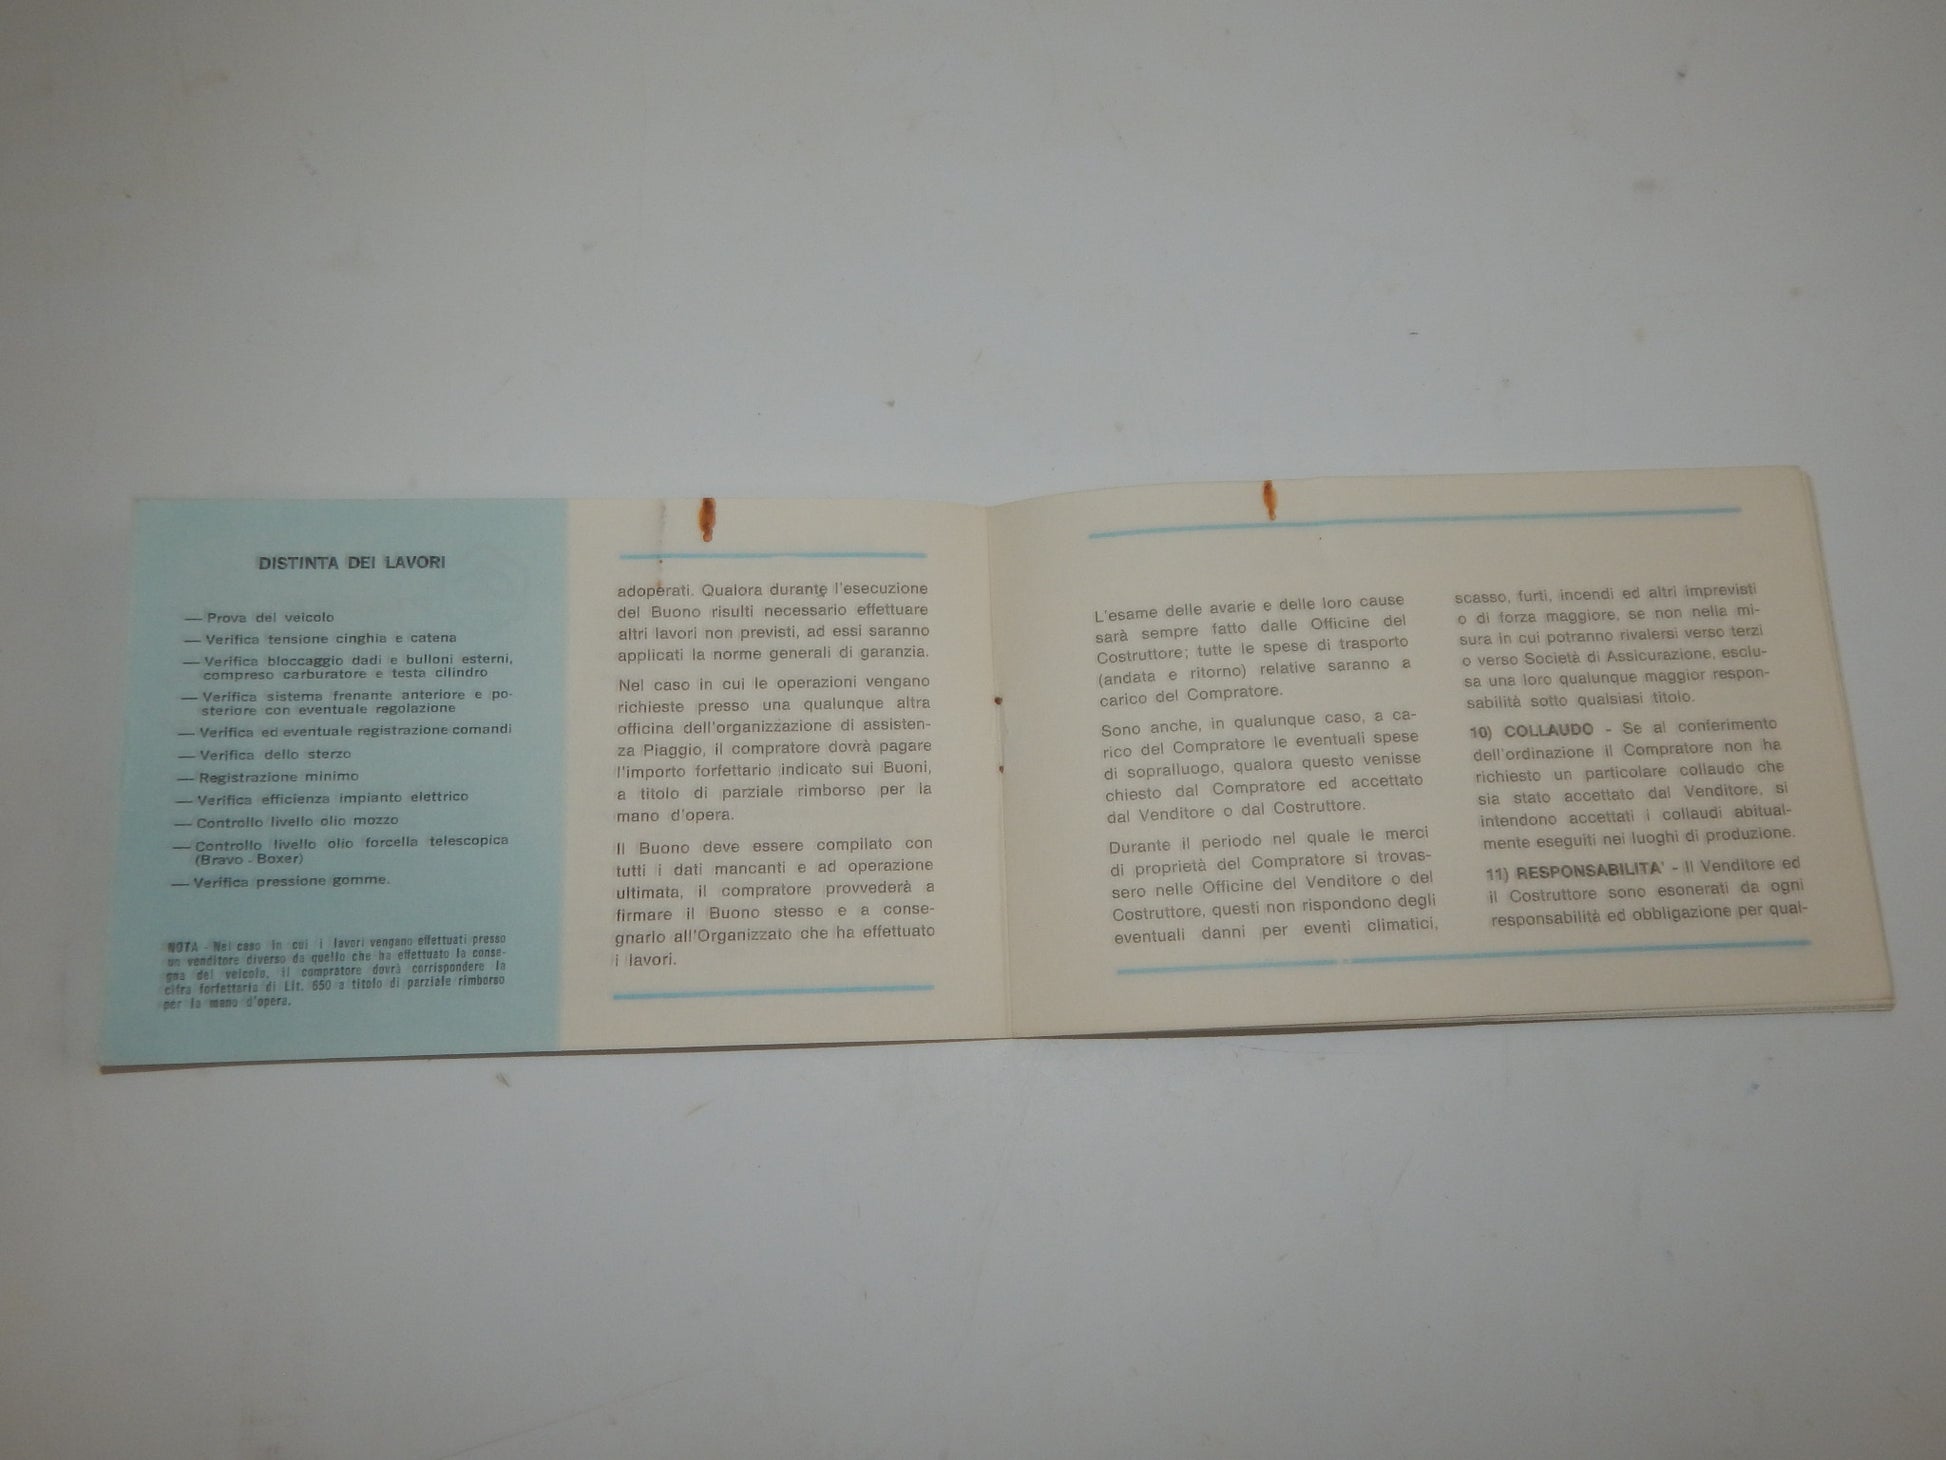 DISTINTA DEI LAVORI
— Prova del veicolo
— Verifica tensione cinghia e catena
— Verifica bloccaggio dadi e bulloni esterni,
compreso carburatore e testa cilindro
— Verifica sistema frenante anteriore e po-
steriore con eventuale regolazione
— Verifica ed eventuale registrazione comandi
— Verifica dello sterzo
— Registrazione minimo
— Verifica efficienza impianto elettrico
— Controllo livello olio mozzo
— Controllo livello olio forcella telescopica
(Bravo - Boxer)
— Verifica pressione gomme.
NOTA - Nel caso in cui i lavori vengano effettuati presso
un venditore diverso da quello che ha effettuato la conse-
gna del veicolo, il compratore dovrà corrispondere la
cifra forfettaria di Lit. 650 a titolo di parziale rimborso
per la mano d'opera.
adoperati. Qualora durante l'esecuzione
del Buono risulti necessario effettuare
altri lavori non previsti, ad essi saranno
applicati la norme generali di garanzia.
Nel caso in cui le operazioni vengano
richieste presso una qualunque altra
officina dell'organizzazione di assisten-
za Piaggio, il compratore dovrà pagare
l'importo forfettario indicato sui Buoni,
a titolo di parziale rimborso per la
mano d'opera.
Il Buono deve essere compilato con
tutti i dati mancanti e ad operazione
ultimata, il compratore provvederà a
firmare il Buono stesso e a conse-
gnarlo all'Organizzato che ha effettuato
i lavori.
L'esame delle avarie e delle loro cause
sarà sempre fatto dalle Officine del
Costruttore; tutte le spese di trasporto
(andata e ritorno) relative saranno a
carico del Compratore.
Sono anche, in qualunque caso, a ca-
rico del Compratore le eventuali spese
di sopralluogo, qualora questo venisse
chiesto dal Compratore ed accettato
dal Venditore o dal Costruttore.
Durante il periodo nel quale le merci
di proprietà del Compratore si trovas-
sero nelle Officine del Venditore o del
Costruttore, questi non rispondono degli
eventuali danni per eventi climatici,
scasso, furti, incendi ed altri imprevisti
o di forza maggiore, se non nella mi-
sura in cui potranno rivalersi verso terzi
o verso Società di Assicurazione, esclu-
sa una loro qualunque maggior respon-
sabilità sotto qualsiasi titolo.
10) COLLAUDO - Se al conferimento
dell'ordinazione il Compratore non ha
richiesto un particolare collaudo che
sia stato accettato dal Venditore, si
intendono accettati i collaudi abitual-
mente eseguiti nei luoghi di produzione.
11) RESPONSABILITA' - Il Venditore ed
il Costruttore sono esonerati da ogni
responsabilità ed obbligazione per qual-